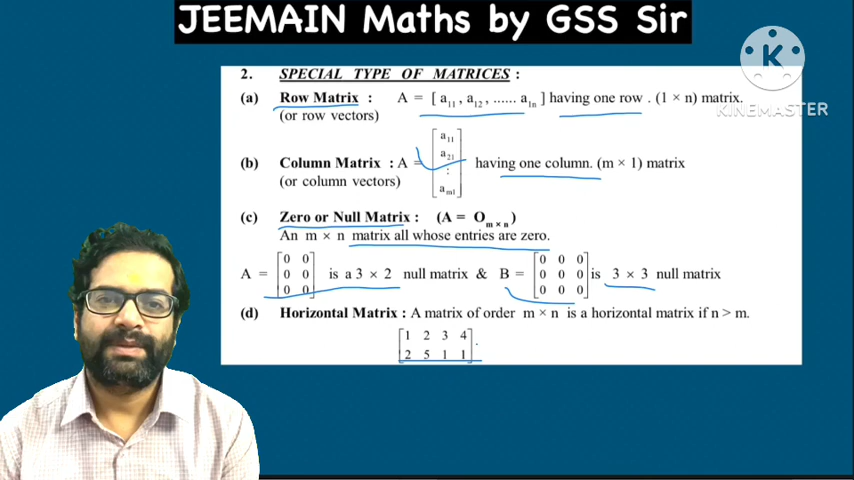 JEEMAIN Maths by GSS Sir
K
KINEMASTER
2. SPECIAL TYPE OF MATRICES :
(a) Row Matrix : A = [ a₁₁ , a₁₂ , ...... a₁ₙ ] having one row . (1 × n) matrix.
(or row vectors)
(b) Column Matrix : A = [ a₁₁ a₂₁ : aₘ₁ ] having one column. (m × 1) matrix
(or column vectors)
(c) Zero or Null Matrix : (A = Oₘ ₓ ₙ)
An m × n matrix all whose entries are zero.
A = [ 0 0 0 0 0 0 ] is a 3 × 2 null matrix & B = [ 0 0 0 0 0 0 0 0 0 ] is 3 × 3 null matrix
(d) Horizontal Matrix : A matrix of order m × n is a horizontal matrix if n > m.
[ 1 2 3 4
2 5 1 1 ] .